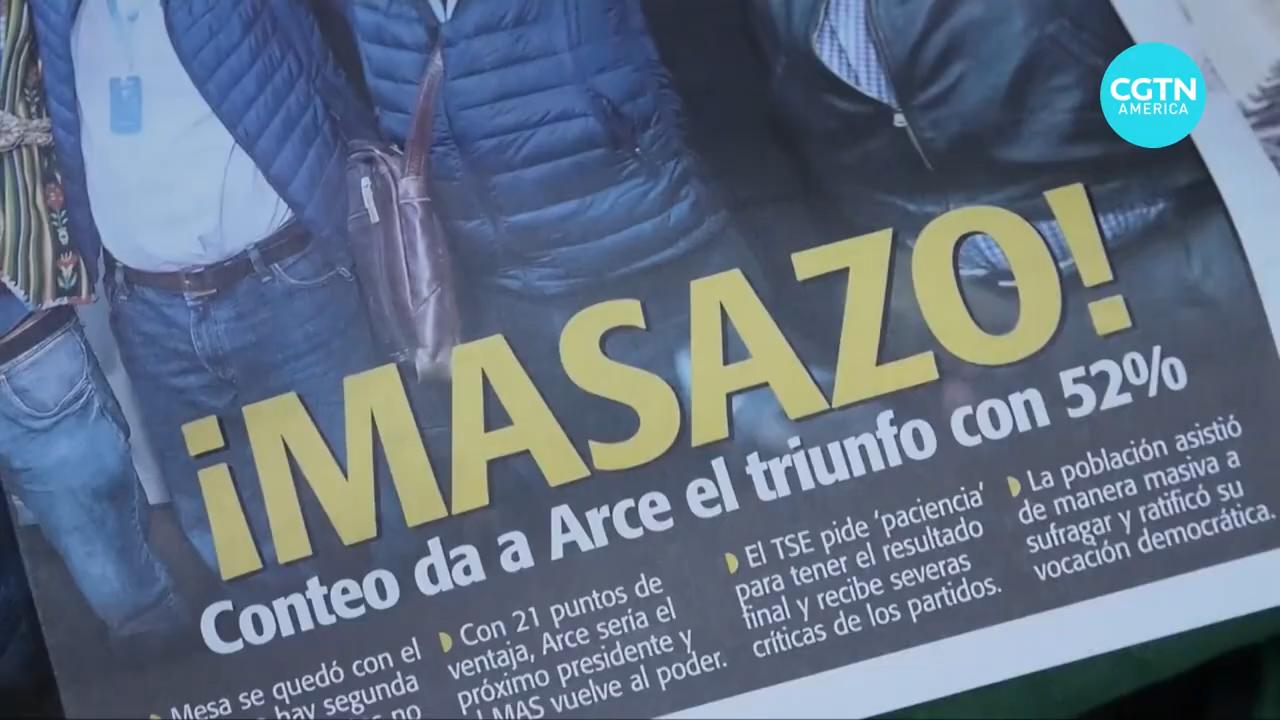 CGTN
AMERICA
¡MASAZO!
Conteo da a Arce el triunfo con 52%
Mesa se quedó con el
hay segunda
no
Con 21 puntos de
ventaja, Arce sería el
próximo presidente y
MAS vuelve al poder.
El TSE pide ‘paciencia’
para tener el resultado
final y recibe severas
críticas de los partidos.
La población asistió
de manera masiva a
sufragar y ratificó su
vocación democrática.